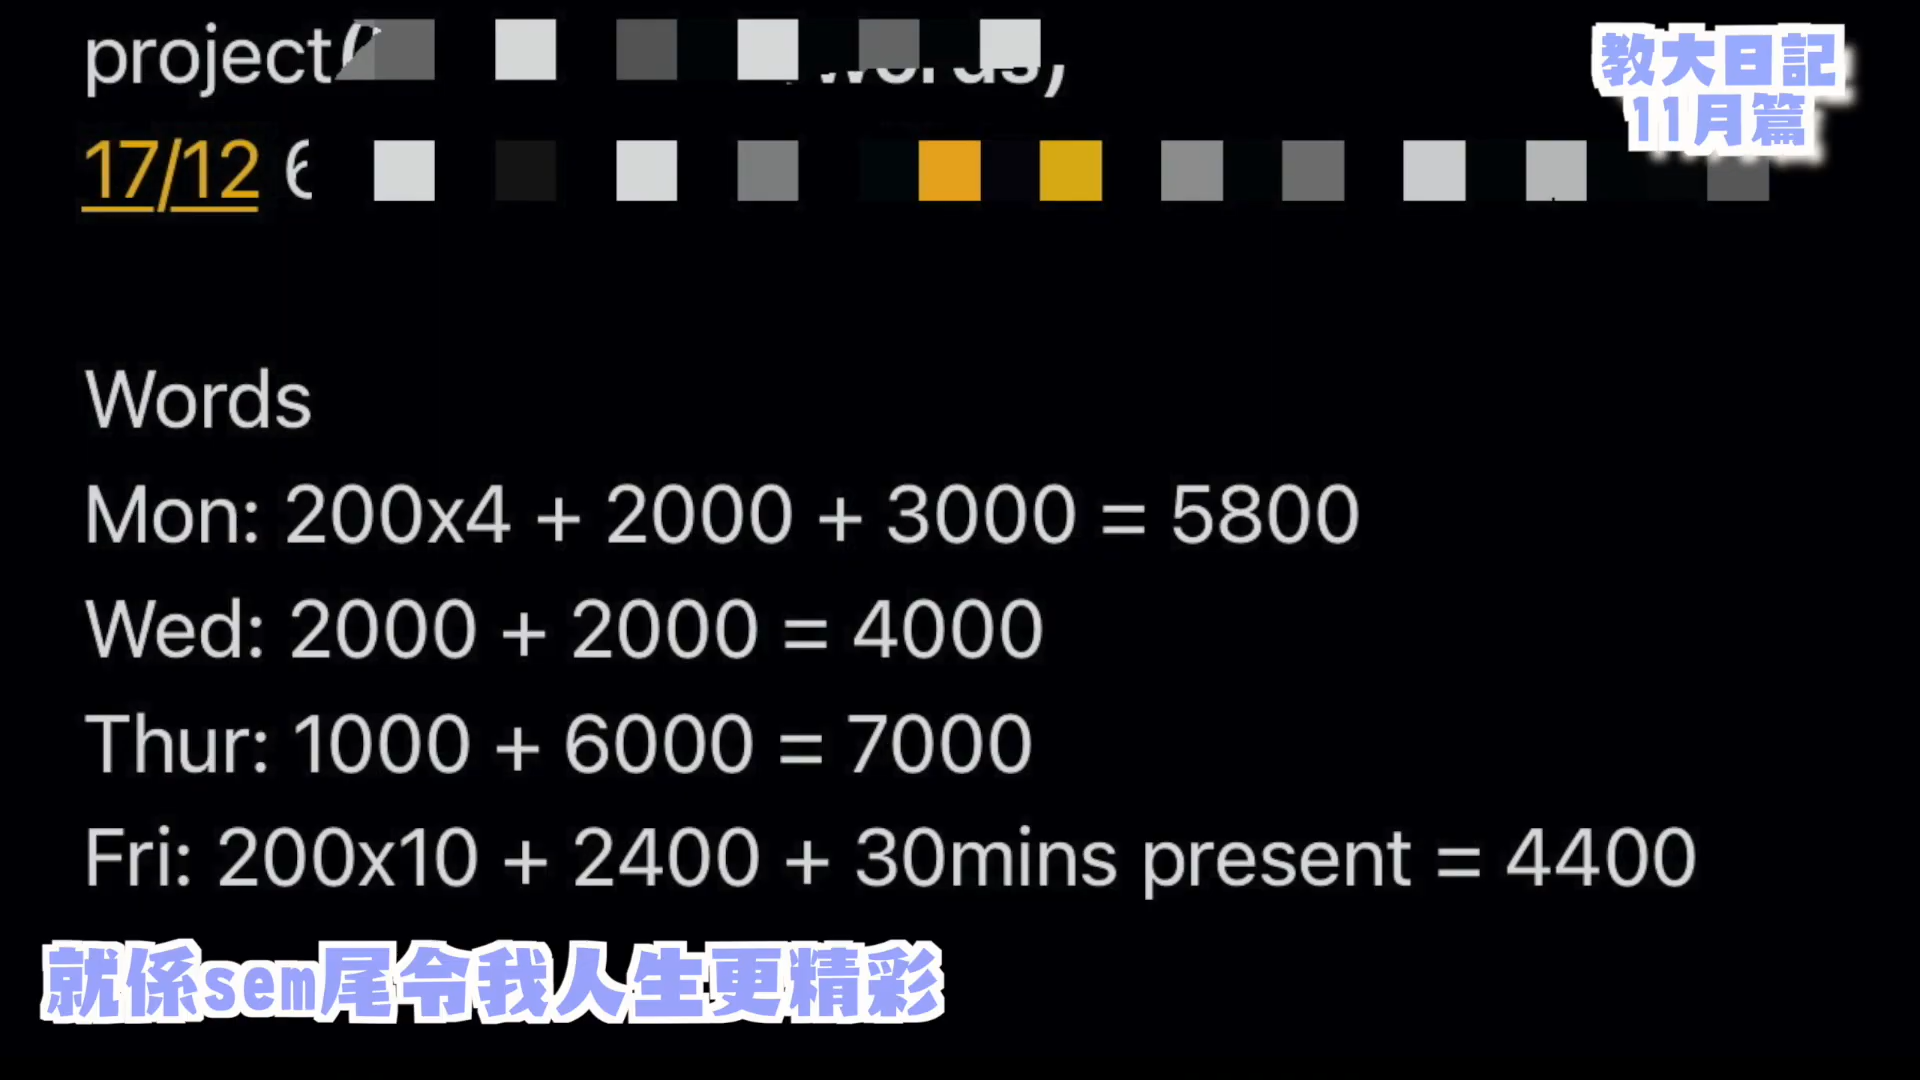 project(
words)
教大日記
11月篇
17/12
Words
Mon: 200x4 + 2000 + 3000 = 5800
Wed: 2000 + 2000 = 4000
Thur: 1000 + 6000 = 7000
Fri: 200x10 + 2400 + 30mins present = 4400
就係sem尾令我人生更精彩